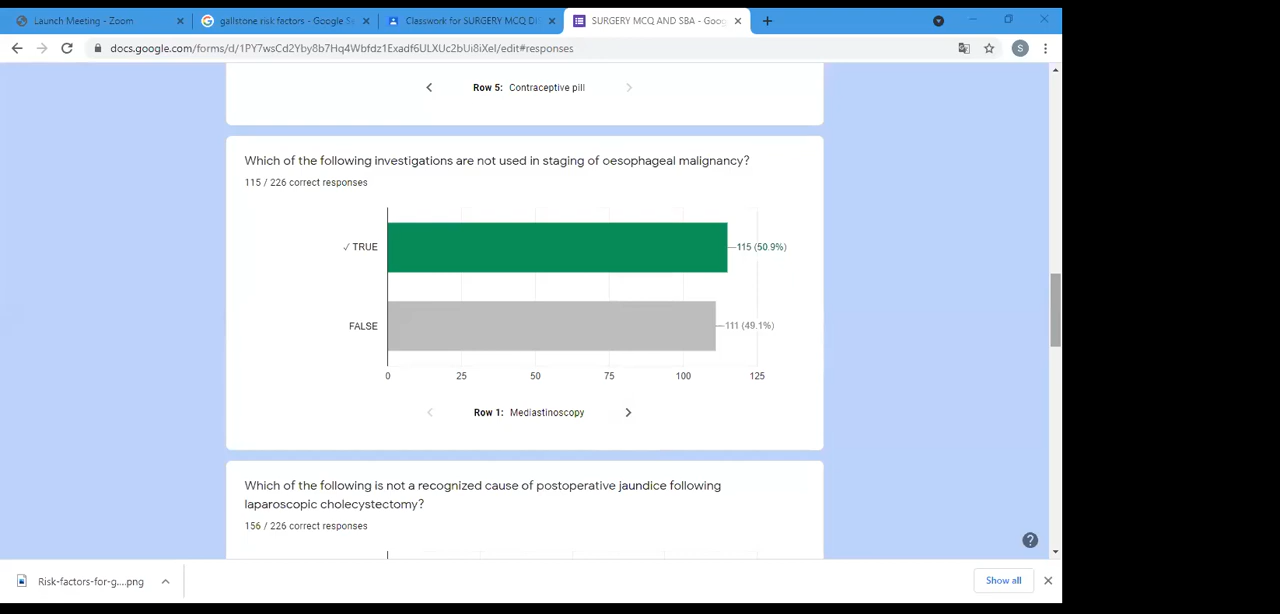 Launch Meeting - Zoom
gallstone risk factors - Google Se
Classwork for SURGERY MCQ DI
SURGERY MCQ AND SBA - Goog
docs.google.com/forms/d/1PY7wsCd2Yby8b7Hq4Wbfdz1Exadf6ULXUc2bUi8iXeI/edit#responses
S
Row 5: Contraceptive pill
Which of the following investigations are not used in staging of oesophageal malignancy?
115 / 226 correct responses
✓ TRUE
115 (50.9%)
FALSE
111 (49.1%)
0 25 50 75 100 125
Row 1: Mediastinoscopy
Which of the following is not a recognized cause of postoperative jaundice following
laparoscopic cholecystectomy?
156 / 226 correct responses
Risk-factors-for-g....png
Show all